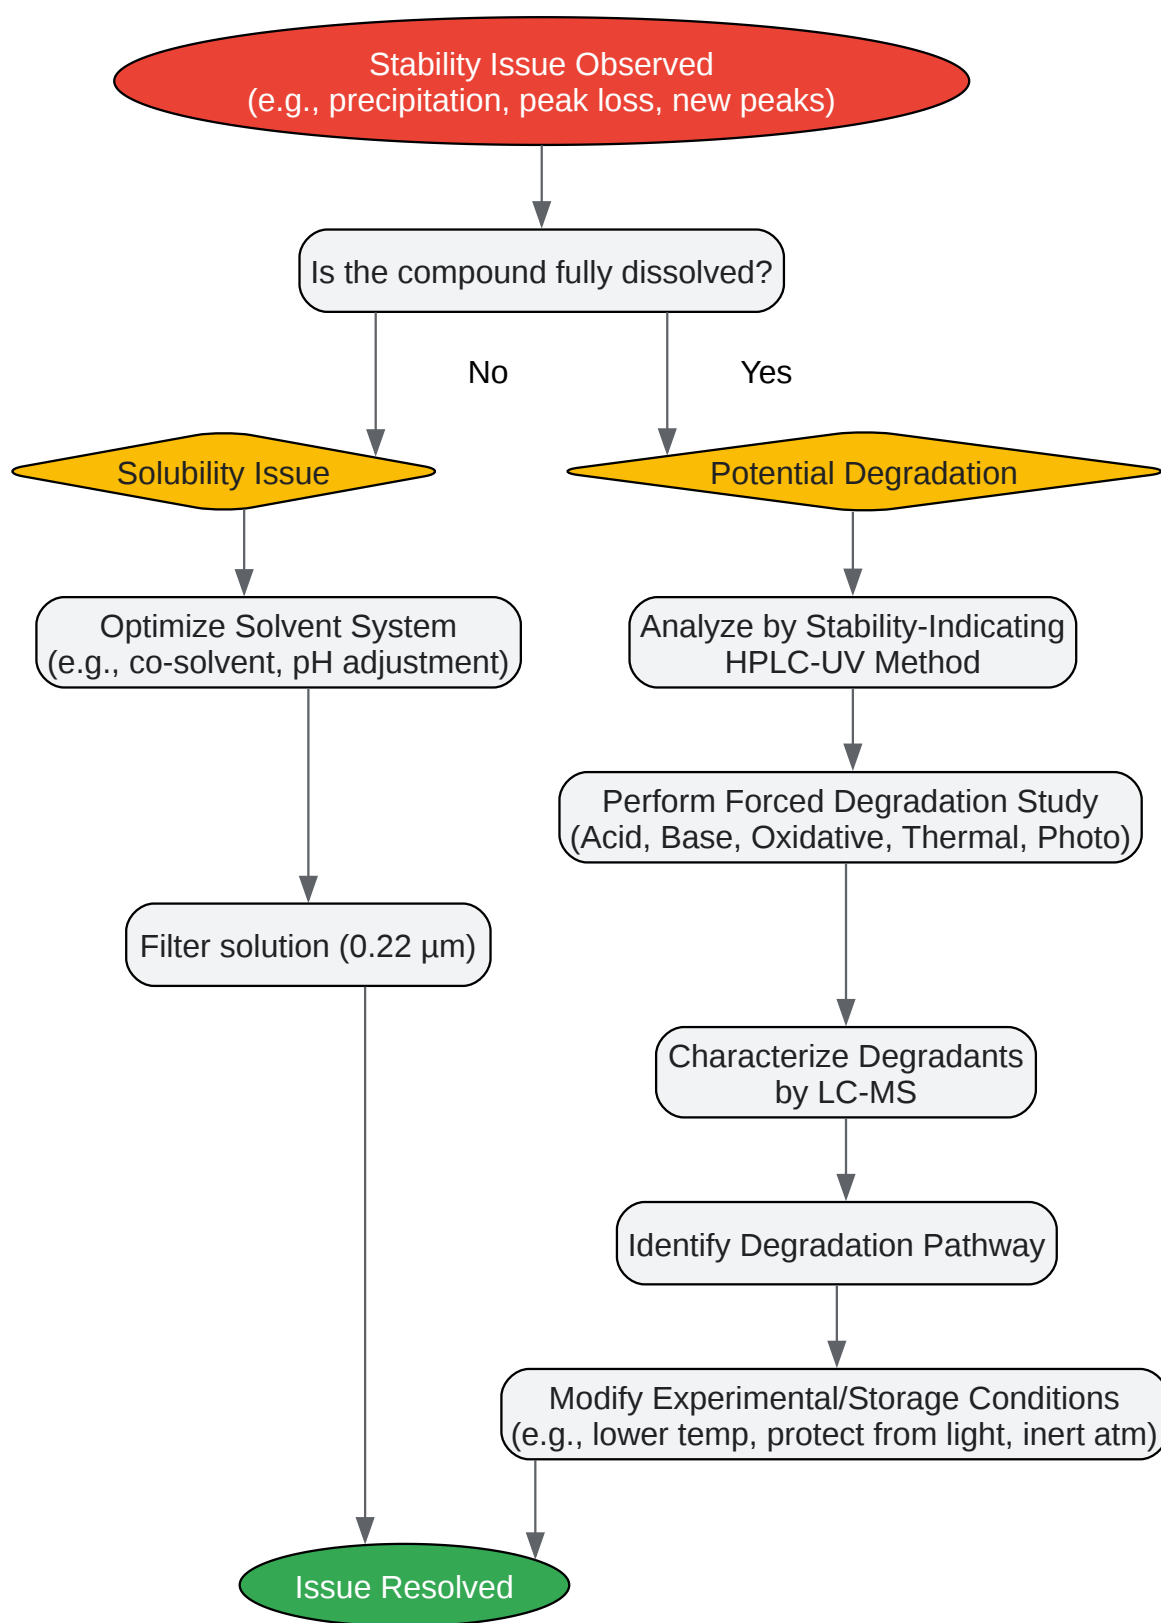 Stability Issue Observed
(e.g., precipitation, peak loss, new peaks)
Is the compound fully dissolved?
No
Yes
Solubility Issue
Potential Degradation
Optimize Solvent System
(e.g., co-solvent, pH adjustment)
Analyze by Stability-Indicating
HPLC-UV Method
Perform Forced Degradation Study
(Acid, Base, Oxidative, Thermal, Photo)
Filter solution (0.22 µm)
Characterize Degradants
by LC-MS
Identify Degradation Pathway
Modify Experimental/Storage Conditions
(e.g., lower temp, protect from light, inert atm)
Issue Resolved